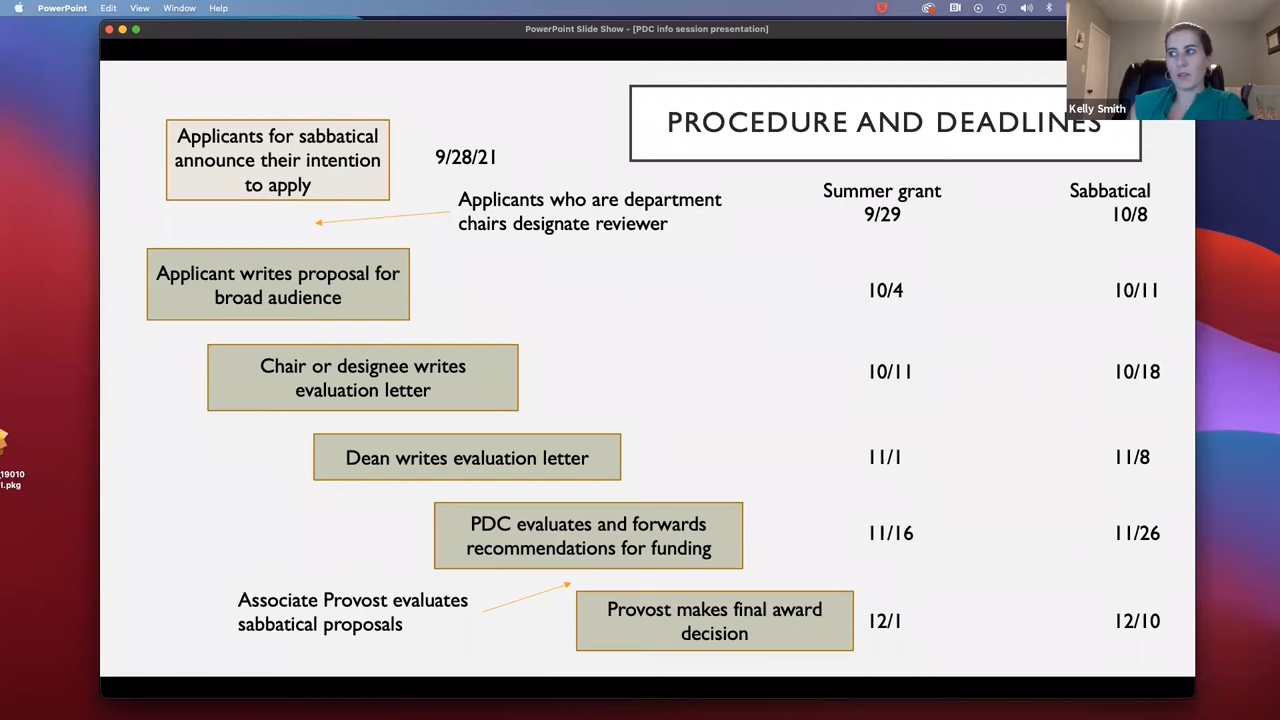 PowerPoint Edit View Window Help
PowerPoint Slide Show - [PDC info session presentation]
Kelly Smith
PROCEDURE AND DEADLINES
Applicants for sabbatical
announce their intention
to apply
9/28/21
Applicants who are department
chairs designate reviewer
Summer grant
9/29
Sabbatical
10/8
Applicant writes proposal for
broad audience
10/4
10/11
Chair or designee writes
evaluation letter
10/11
10/18
Dean writes evaluation letter
11/1
11/8
_19010
l.pkg
PDC evaluates and forwards
recommendations for funding
11/16
11/26
Associate Provost evaluates
sabbatical proposals
Provost makes final award
decision
12/1
12/10